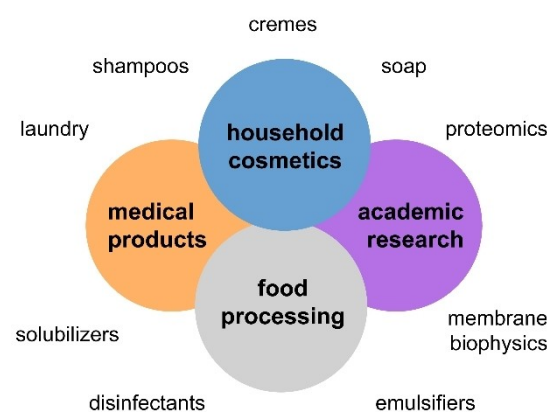 cremes
shampoos
soap
laundry
household
cosmetics
proteomics
medical
products
academic
research
food
processing
solubilizers
membrane
biophysics
disinfectants
emulsifiers